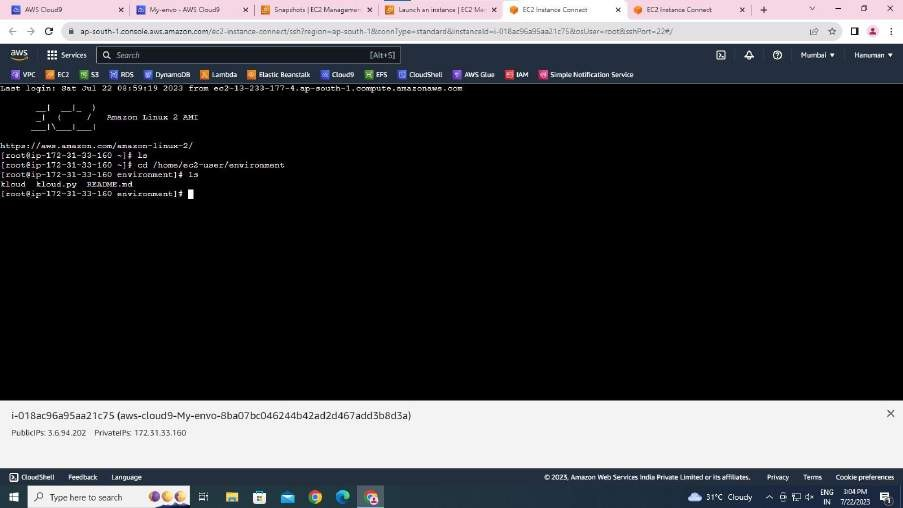 AWS Cloud9
My-envo - AWS Cloud9
Snapshots | EC2 Managemen
Launch an instance | EC2 Man
EC2 Instance Connect
EC2 Instance Connect
ap-south-1.console.aws.amazon.com/ec2-instance-connect/ssh?region=ap-south-1&connType=standard&instanceId=i-018ac96a95aa21c75&osUser=root&sshPort=22#/
aws Services Search [Alt+S] Mumbai Hanuman
VPC EC2 S3 RDS DynamoDB Lambda Elastic Beanstalk Cloud9 EFS CloudShell AWS Glue IAM Simple Notification Service
Last login: Sat Jul 22 08:59:19 2023 from ec2-13-233-177-4.ap-south-1.compute.amazonaws.com
__|  __|_  )
_|  (     /   Amazon Linux 2 AMI
___|\___|___|
https://aws.amazon.com/amazon-linux-2/
[root@ip-172-31-33-160 ~]# ls
[root@ip-172-31-33-160 ~]# cd /home/ec2-user/environment
[root@ip-172-31-33-160 environment]# ls
kloud  kloud.py  README.md
[root@ip-172-31-33-160 environment]#
i-018ac96a95aa21c75 (aws-cloud9-My-envo-8ba07bc046244b42ad2d467add3b8d3a)
PublicIPs: 3.6.94.202 PrivateIPs: 172.31.33.160
CloudShell Feedback Language © 2023, Amazon Web Services India Private Limited or its affiliates. Privacy Terms Cookie preferences
Type here to search
31°C Cloudy
ENG
IN
3:04 PM
7/22/2023